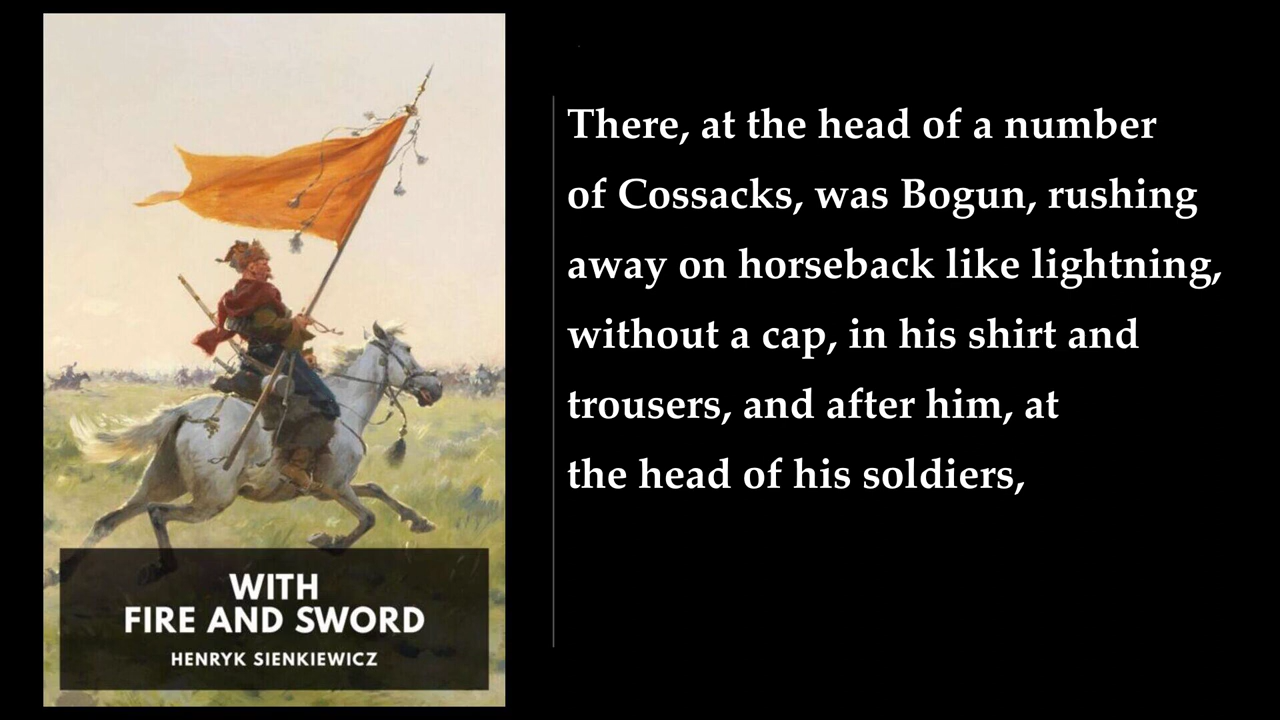 There, at the head of a number
of Cossacks, was Bogun, rushing
away on horseback like lightning,
without a cap, in his shirt and
trousers, and after him, at
the head of his soldiers,
WITH
FIRE AND SWORD
HENRYK SIENKIEWICZ